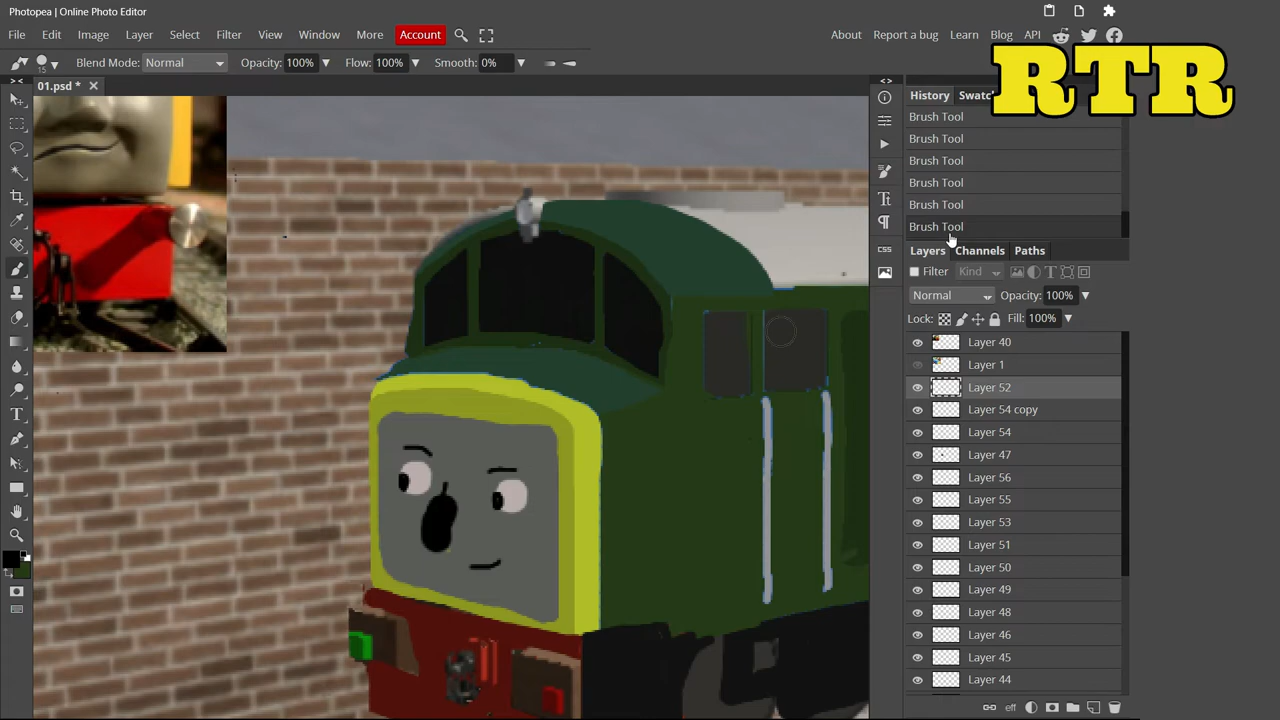 Photopea | Online Photo Editor
File Edit Image Layer Select Filter View Window More Account About Report a bug Learn Blog API
RTR
15 Blend Mode: Normal Opacity: 100% Flow: 100% Smooth: 0%
01.psd *
History Swatc
Brush Tool
Brush Tool
Brush Tool
Brush Tool
Brush Tool
Brush Tool
Layers Channels Paths
Filter Kind
Normal Opacity: 100%
Lock: Fill: 100%
Layer 40
Layer 1
Layer 52
Layer 54 copy
Layer 54
Layer 47
Layer 56
Layer 55
Layer 53
Layer 51
Layer 50
Layer 49
Layer 48
Layer 46
Layer 45
Layer 44
CSS
eff